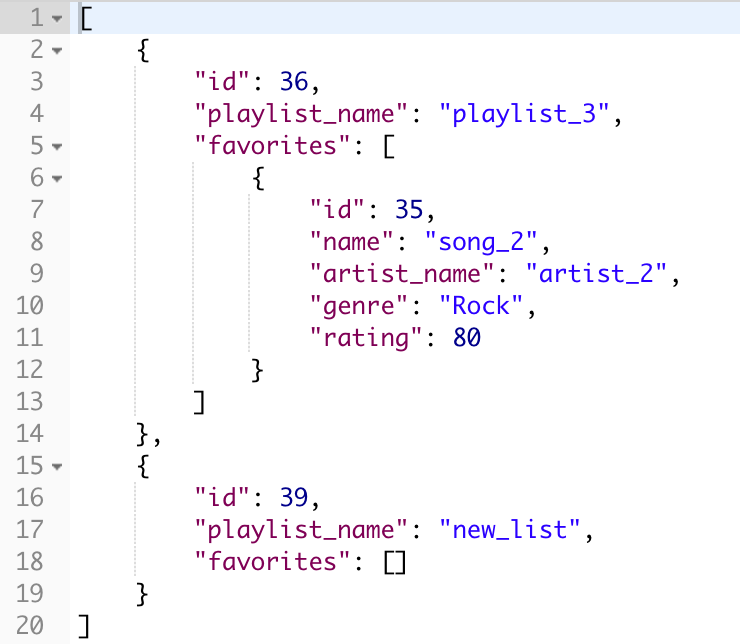 1 [
2     {
3         "id": 36,
4         "playlist_name": "playlist_3",
5         "favorites": [
6             {
7                 "id": 35,
8                 "name": "song_2",
9                 "artist_name": "artist_2",
10                 "genre": "Rock",
11                 "rating": 80
12             }
13         ]
14     },
15     {
16         "id": 39,
17         "playlist_name": "new_list",
18         "favorites": []
19     }
20 ]